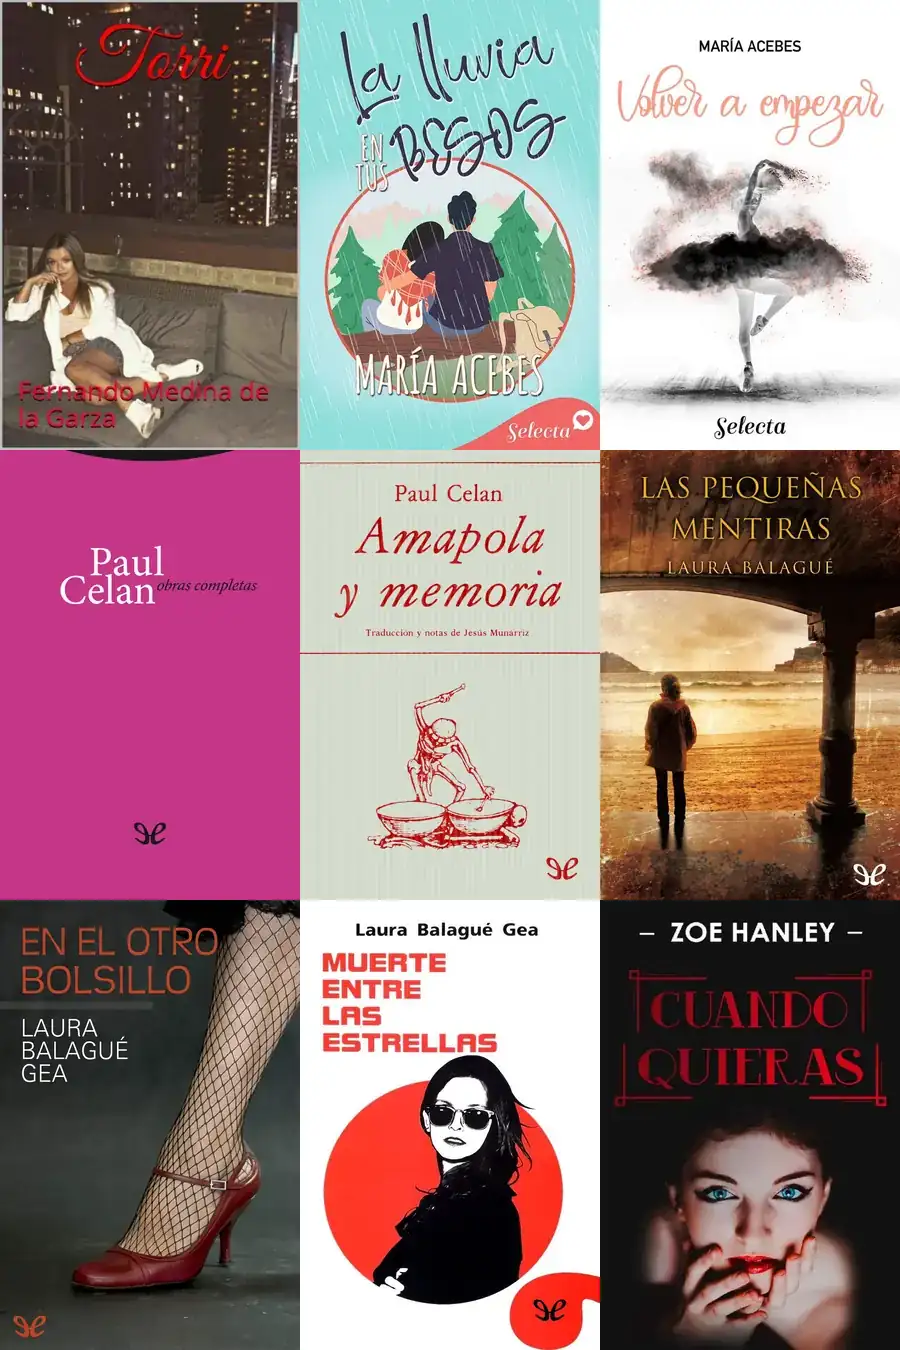 Torri
Fernando Medina de
la Garza
La lluvia
EN
TUS
BESOS
MARÍA ACEBES
Selecta
MARÍA ACEBES
Volver a empezar
Selecta
Paul
Celan
obras completas
Paul Celan
Amapola
y memoria
Traducción y notas de Jesús Munárriz
LAS PEQUEÑAS
MENTIRAS
LAURA BALAGUÉ
EN EL OTRO
BOLSILLO
LAURA
BALAGUÉ
GEA
Laura Balagué Gea
MUERTE
ENTRE
LAS
ESTRELLAS
– ZOE HANLEY –
CUANDO
QUIERAS